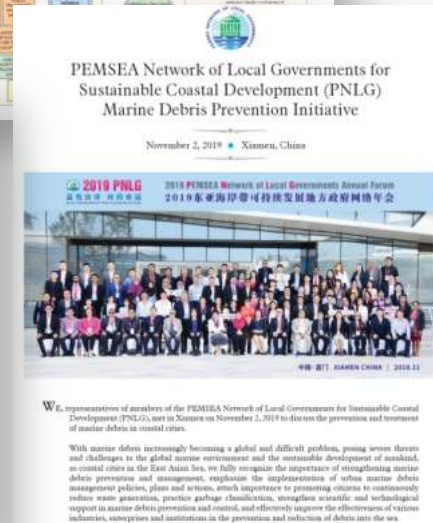 PEMSEA Network of Local Governments for
Sustainable Coastal Development (PNLG)
Marine Debris Prevention Initiative
November 2, 2019 • Xiamen, China
2019 PNLG
2019 PEMSEA Network of Local Governments Annual Forum
2019东亚海岸带可持续发展地方政府网络年会
中国·厦门 XIAMEN CHINA | 2019.11
WE, representatives of members of the PEMSEA Network of Local Governments for Sustainable Coastal
Development (PNLG), met in Xiamen on November 2, 2019 to discuss the prevention and treatment
of marine debris in coastal cities.
With marine debris increasingly becoming a global and difficult problem, posing severe threats
and challenges to the global marine environment and the sustainable development of mankind,
as coastal cities in the East Asian Sea, we fully recognize the importance of strengthening marine
debris prevention and management, emphasize the implementation of urban marine debris
management policies, plans and actions, attach importance to promoting citizens to continuously
reduce waste generation, practice garbage classification, strengthen scientific and technological
support in marine debris prevention and control, and effectively improve the effectiveness of various
industries, enterprises and institutions in the prevention and reduction of debris into the sea.